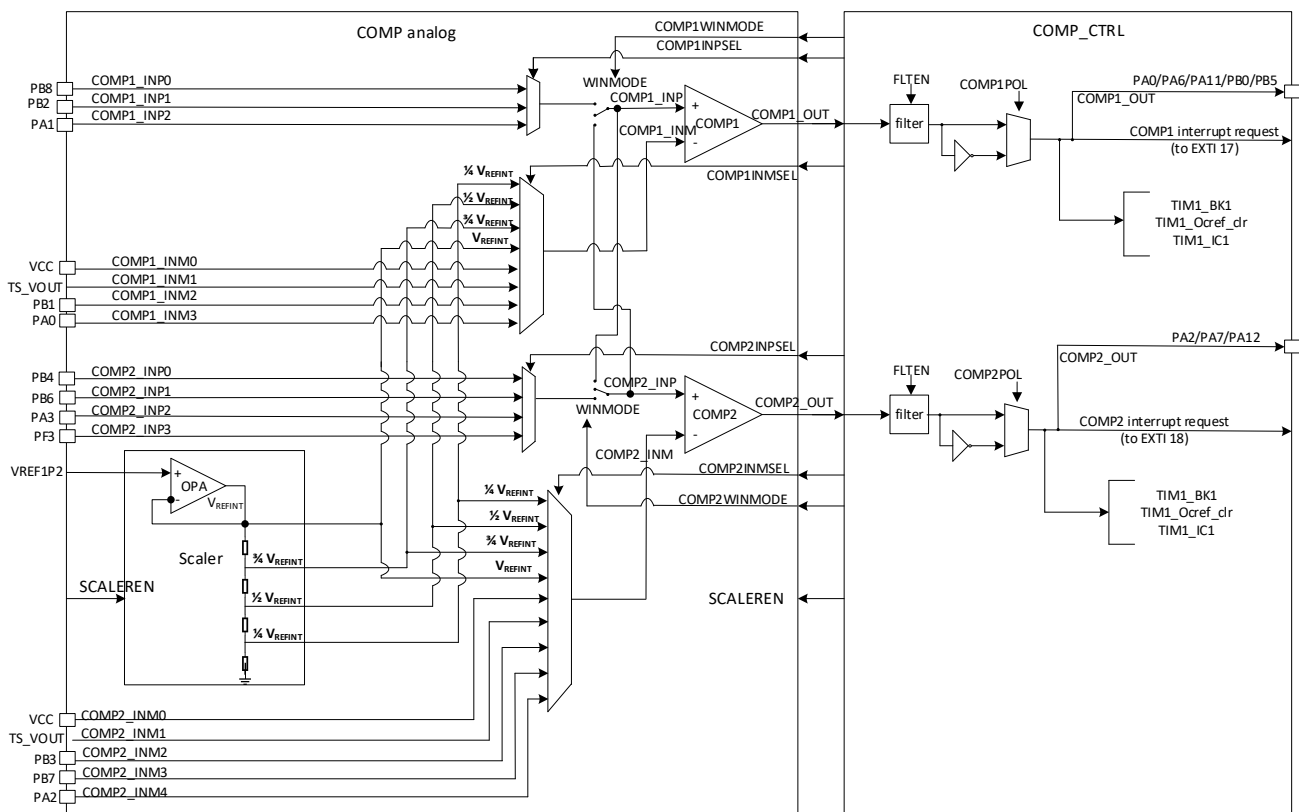 COMP analog
COMP_CTRL
COMP1WINMODE
COMP1INPSEL
PB8 COMP1_INP0
PB2 COMP1_INP1
PA1 COMP1_INP2
WINMODE
COMP1_INP
COMP1_INM
+
COMP1
-
COMP1_OUT
FLTEN
filter
COMP1POL
PA0/PA6/PA11/PB0/PB5
COMP1_OUT
COMP1 interrupt request
(to EXTI 17)
TIM1_BK1
TIM1_Ocref_clr
TIM1_IC1
COMP1INMSEL
¼ VREFINT
½ VREFINT
¾ VREFINT
VREFINT
VCC COMP1_INM0
TS_VOUT COMP1_INM1
PB1 COMP1_INM2
PA0 COMP1_INM3
COMP2INPSEL
PB4 COMP2_INP0
PB6 COMP2_INP1
PA3 COMP2_INP2
PF3 COMP2_INP3
WINMODE
COMP2_INP
COMP2_INM
+
COMP2
-
COMP2_OUT
FLTEN
filter
COMP2POL
PA2/PA7/PA12
COMP2_OUT
COMP2 interrupt request
(to EXTI 18)
TIM1_BK1
TIM1_Ocref_clr
TIM1_IC1
COMP2INMSEL
COMP2WINMODE
VREF1P2
+
OPA
-
VREFINT
Scaler
¾ VREFINT
½ VREFINT
¼ VREFINT
SCALEREN
¼ VREFINT
½ VREFINT
¾ VREFINT
VREFINT
SCALEREN
VCC COMP2_INM0
TS_VOUT COMP2_INM1
PB3 COMP2_INM2
PB7 COMP2_INM3
PA2 COMP2_INM4